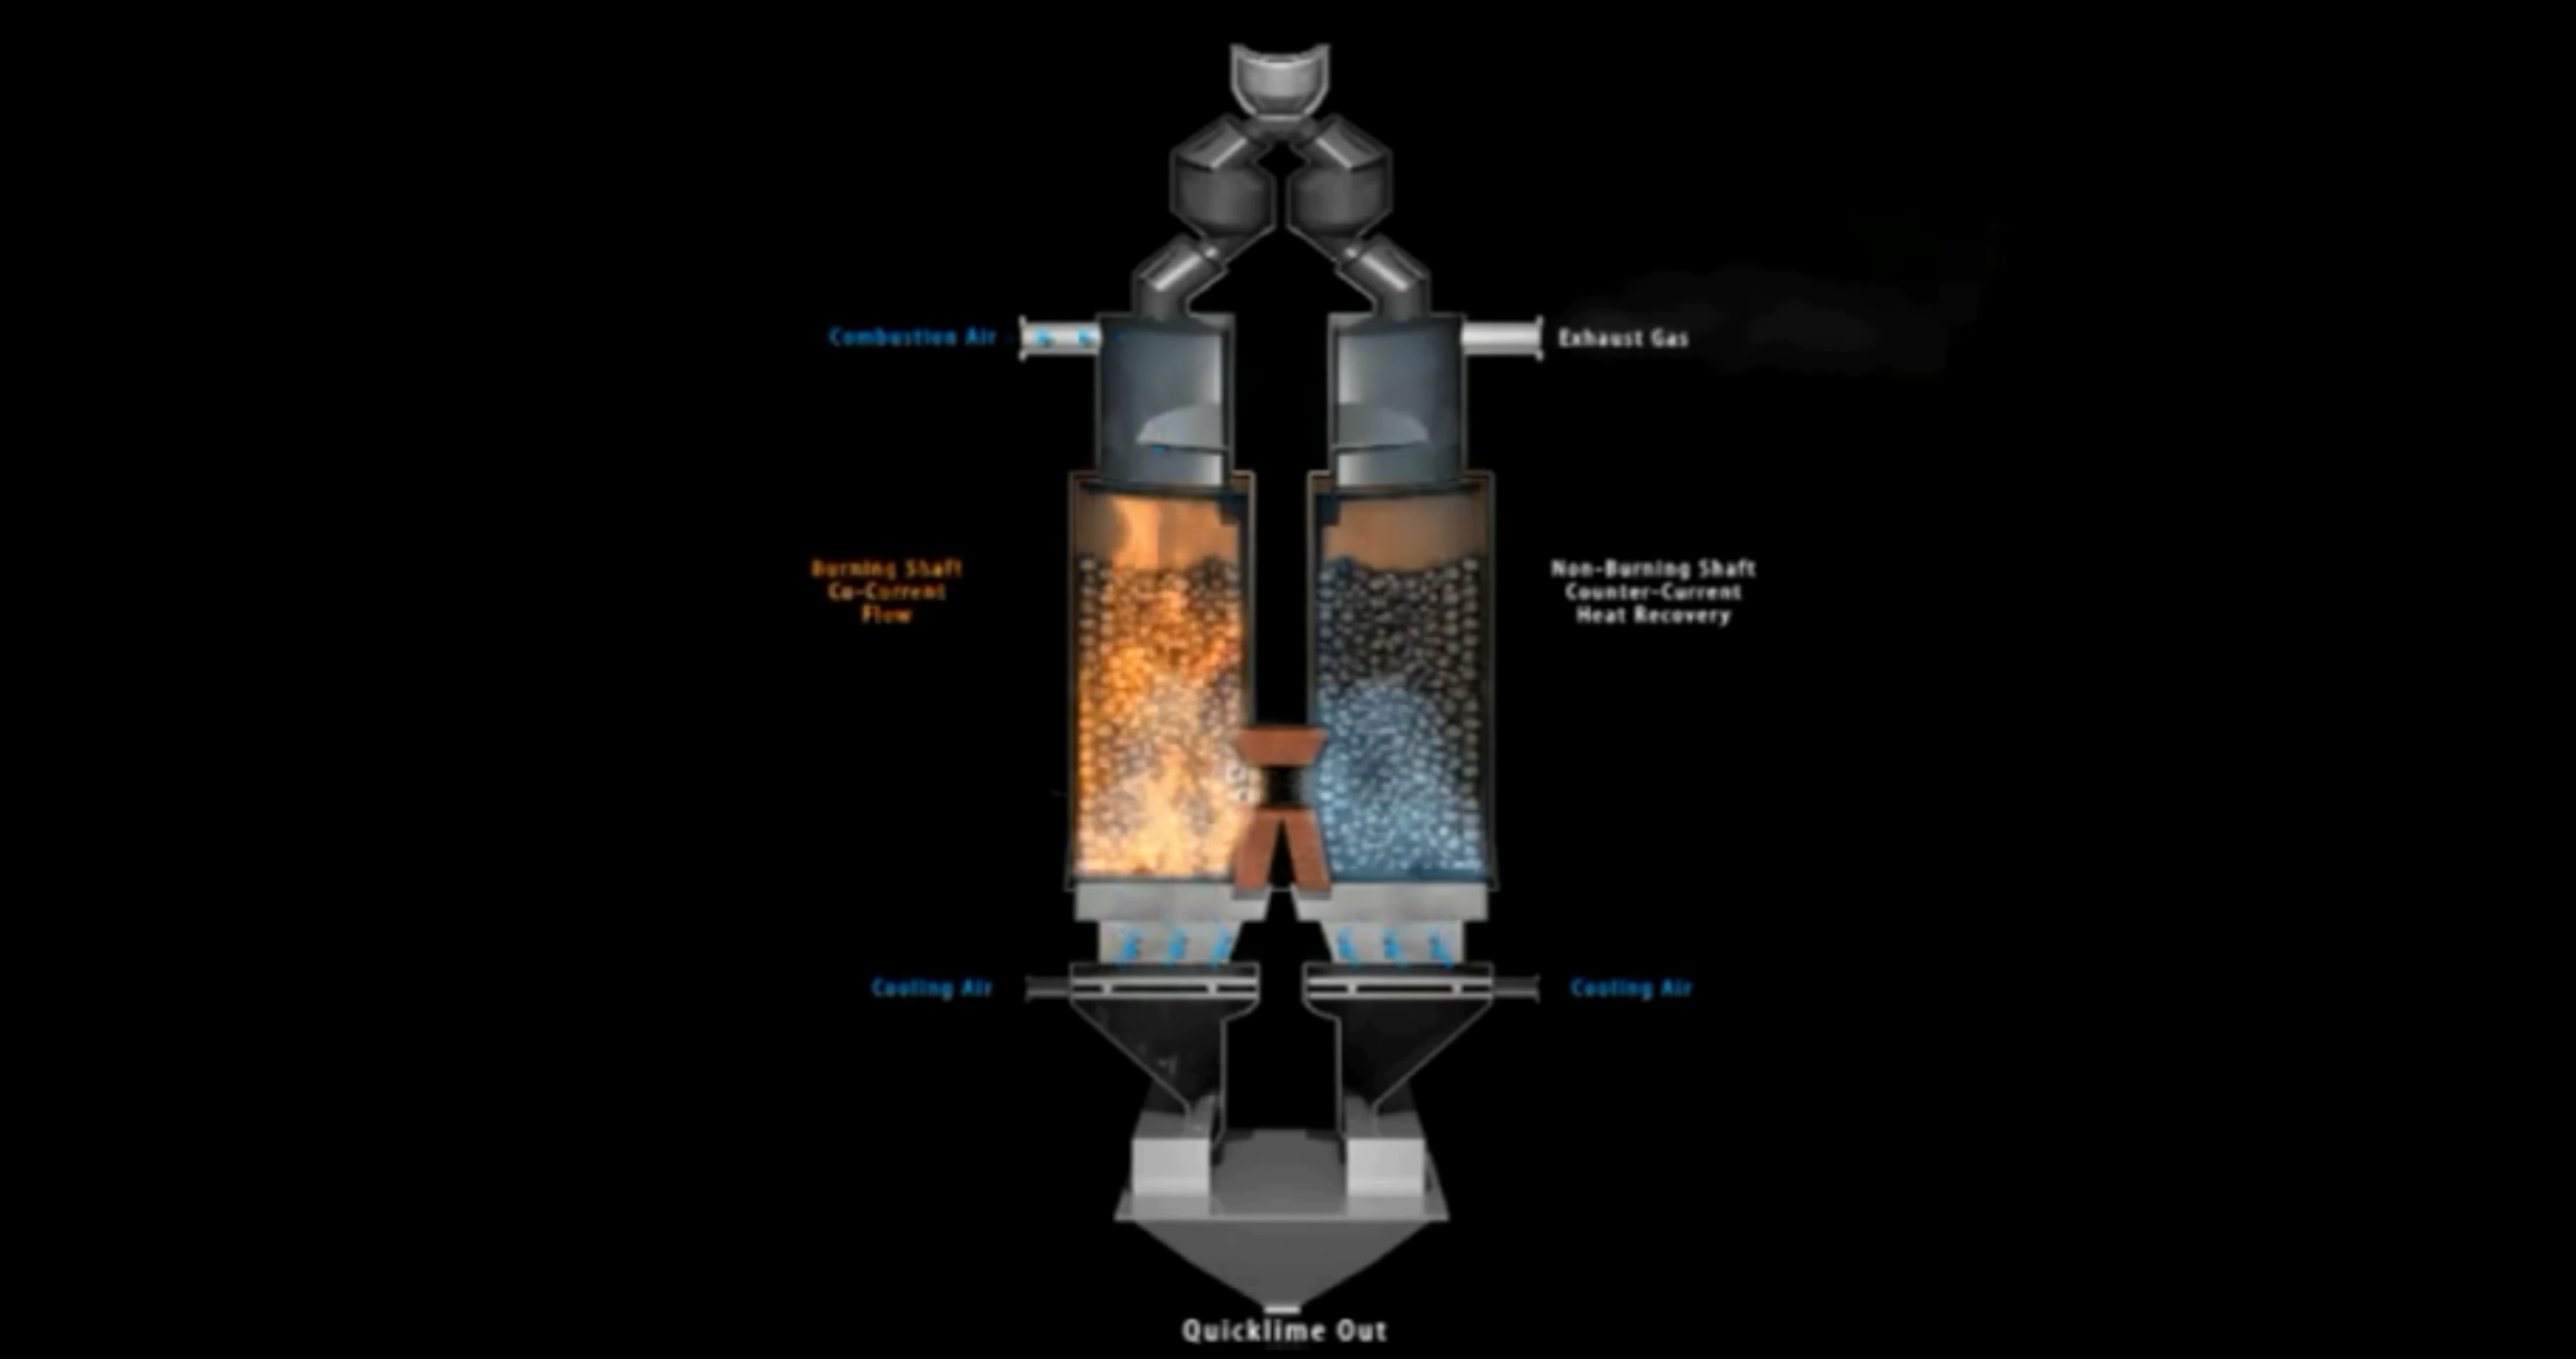 Combustion Air
Exhaust Gas
Burning Shaft
Co-Current
Flow
Non-Burning Shaft
Counter-Current
Heat Recovery
Cooling Air
Cooling Air
Quicklime Out